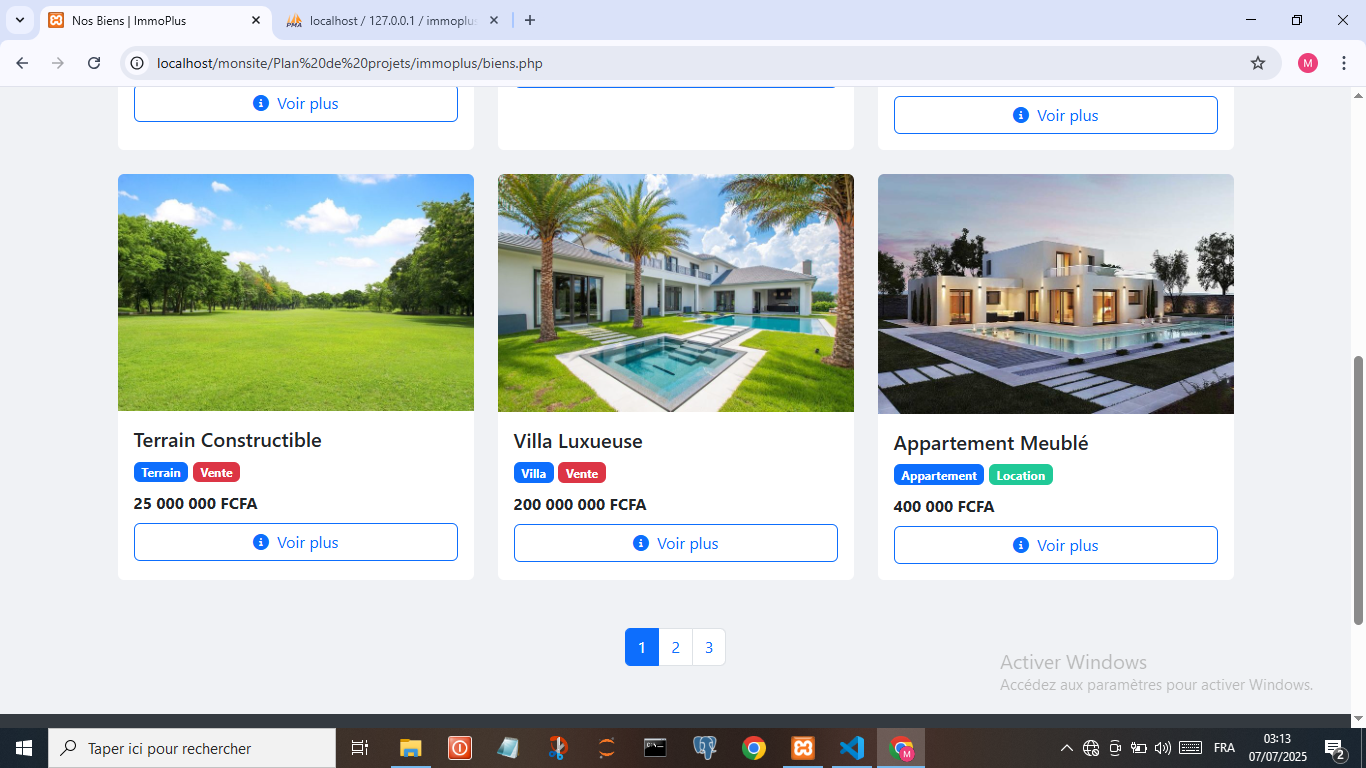 Nos Biens | ImmoPlus
localhost / 127.0.0.1 / immoplus
localhost/monsite/Plan%20de%20projets/immoplus/biens.php
M
Voir plus
Voir plus
Terrain Constructible
Terrain Vente
25 000 000 FCFA
Voir plus
Villa Luxueuse
Villa Vente
200 000 000 FCFA
Voir plus
Appartement Meublé
Appartement Location
400 000 FCFA
Voir plus
1 2 3
Activer Windows
Accédez aux paramètres pour activer Windows.
Taper ici pour rechercher
FRA
03:13
07/07/2025
2